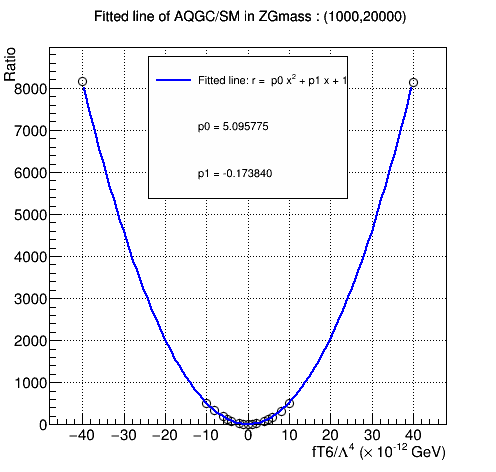 Fitted line of AQGC/SM in ZGmass : (1000,20000)
Ratio
Fitted line: r = p0 x² + p1 x + 1
p0 = 5.095775
p1 = -0.173840
8000
7000
6000
5000
4000
3000
2000
1000
0
−40 −30 −20 −10 0 10 20 30 40
fT6/Λ⁴ (× 10⁻¹² GeV)